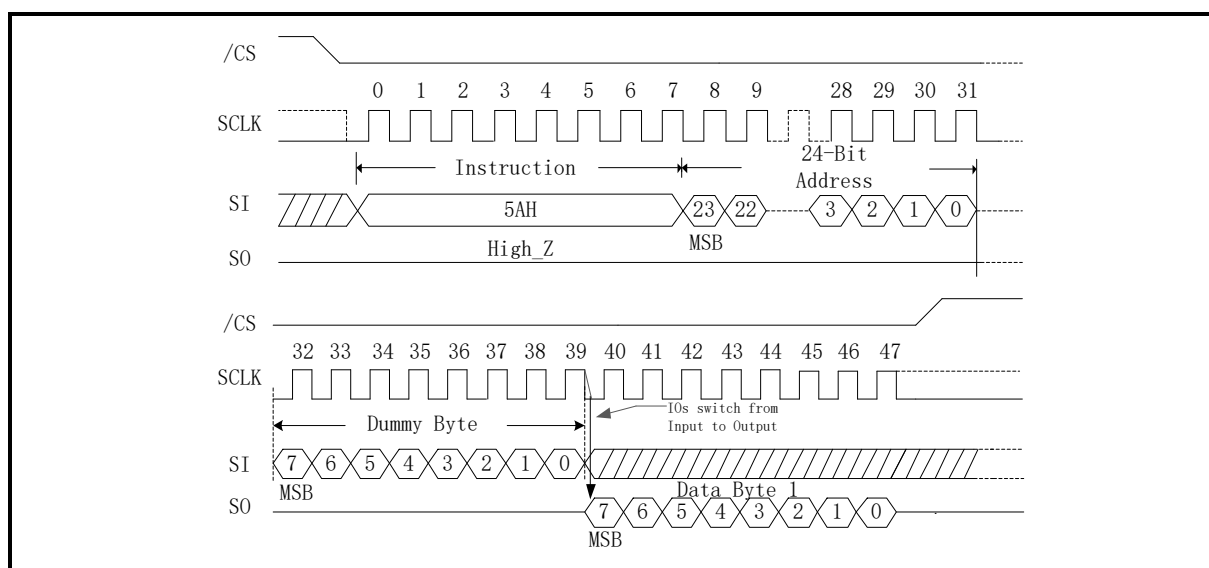 /CS
0 1 2 3 4 5 6 7 8 9 28 29 30 31
SCLK
Instruction
24-Bit
Address
SI
5AH
23 22 3 2 1 0
MSB
High_Z
SO
/CS
32 33 34 35 36 37 38 39 40 41 42 43 44 45 46 47
SCLK
Dummy Byte
IOs switch from
Input to Output
SI
7 6 5 4 3 2 1 0
MSB
Data Byte 1
SO
7 6 5 4 3 2 1 0
MSB